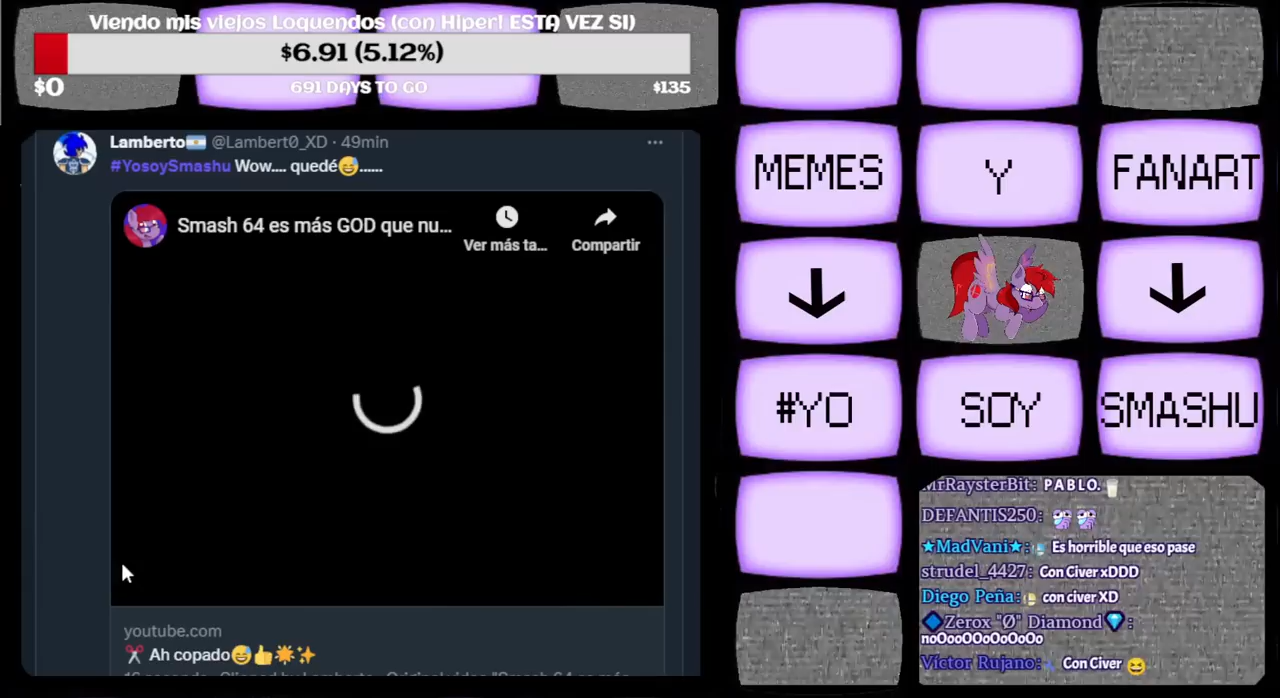 Viendo mis viejos Loquendos (con Hiper! ESTA VEZ SI)
$6.91 (5.12%)
$0
691 DAYS TO GO
$135
Lamberto🇦🇷 @Lambert0_XD · 49min
#YosoySmashu Wow.... quedé😅......
Smash 64 es más GOD que nu...
Ver más ta...
Compartir
youtube.com
✂️ Ah copado😅👍☀️✨
MEMES
Y
FANART
#YO
SOY
SMASHU
MrRaysterBit: P A B L O. 🥛
DEFANTIS250:
★MadVani★: Es horrible que eso pase
strudel_4427: Con Civer xDDD
Diego Peña: con civer XD
🔷Zerox "Ø" Diamond💎:
noOooOOoOoOoOo
Víctor Rujano: Con Civer 😆